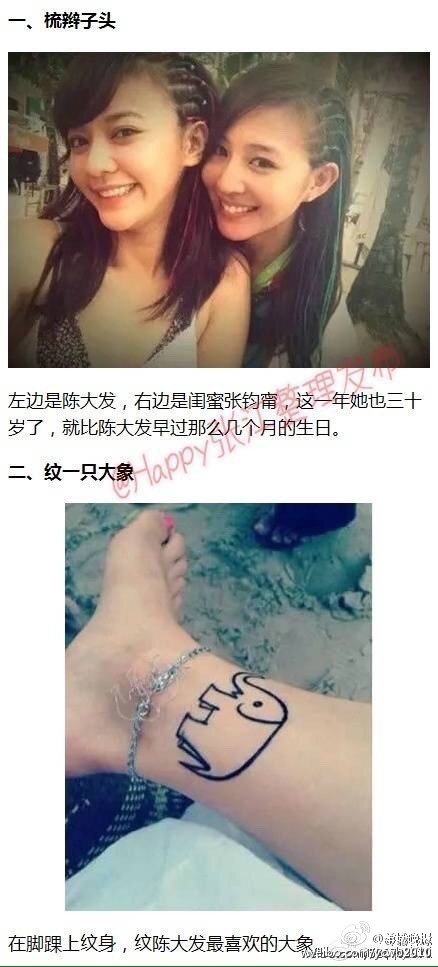 一、梳辫子头
左边是陈大发，右边是闺蜜张钧甯，这一年她也三十
岁了，就比陈大发早过那么几个月的生日。
@Happy张江整理发布
二、纹一只大象
在脚踝上纹身，纹陈大发最喜欢的大象